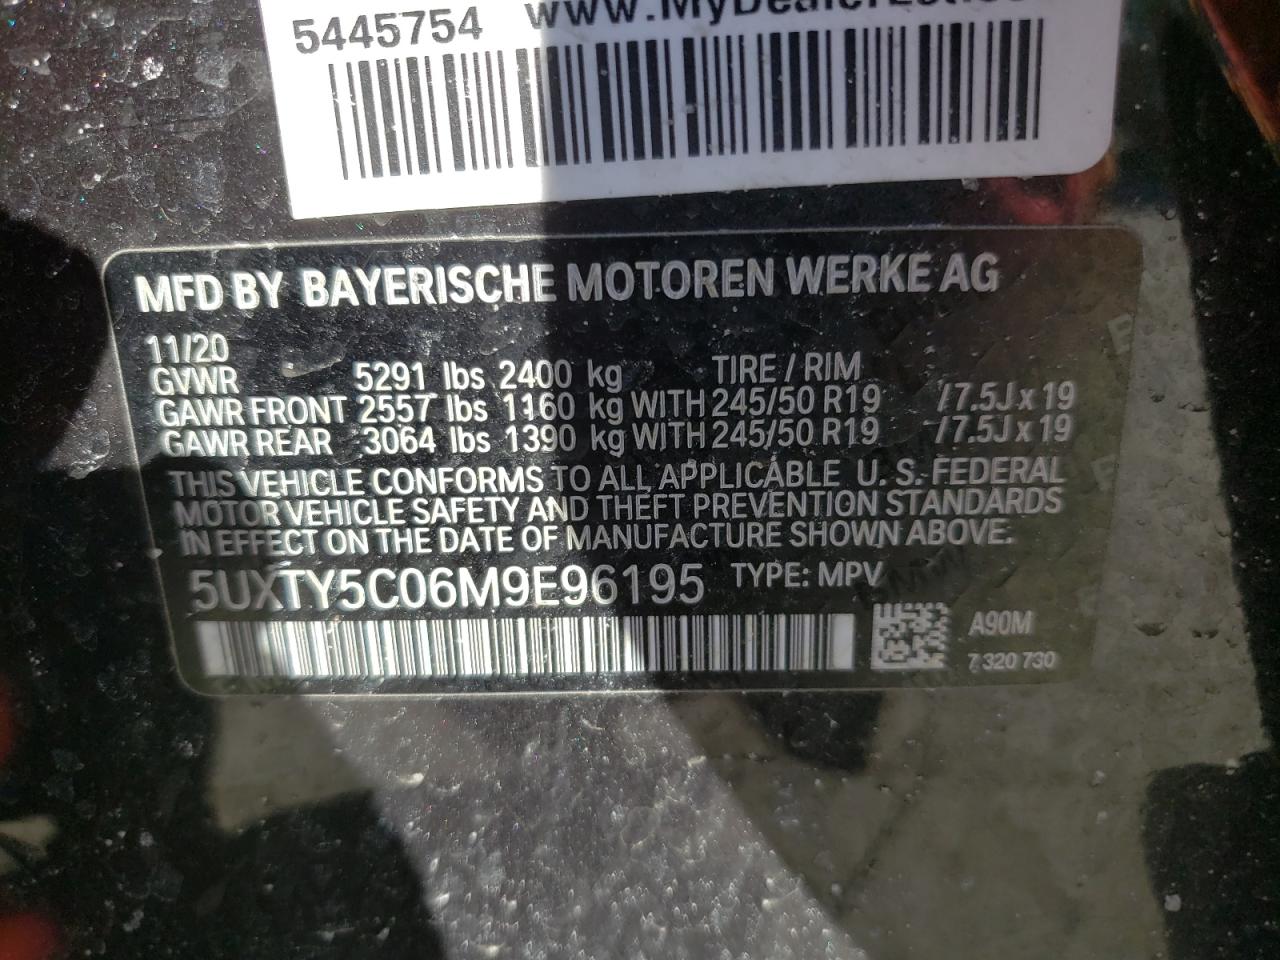 5445754
MFD BY BAYERISCHE MOTOREN WERKE AG
11/20
GVWR 5291 lbs 2400 kg TIRE / RIM
GAWR FRONT 2557 lbs 1160 kg WITH 245/50 R19 /7.5J x 19
GAWR REAR 3064 lbs 1390 kg WITH 245/50 R19 /7.5J x 19
THIS VEHICLE CONFORMS TO ALL APPLICABLE U.S. FEDERAL
MOTOR VEHICLE SAFETY AND THEFT PREVENTION STANDARDS
IN EFFECT ON THE DATE OF MANUFACTURE SHOWN ABOVE.
5UXTY5C06M9E96195 TYPE: MPV
A90M
7 320 730